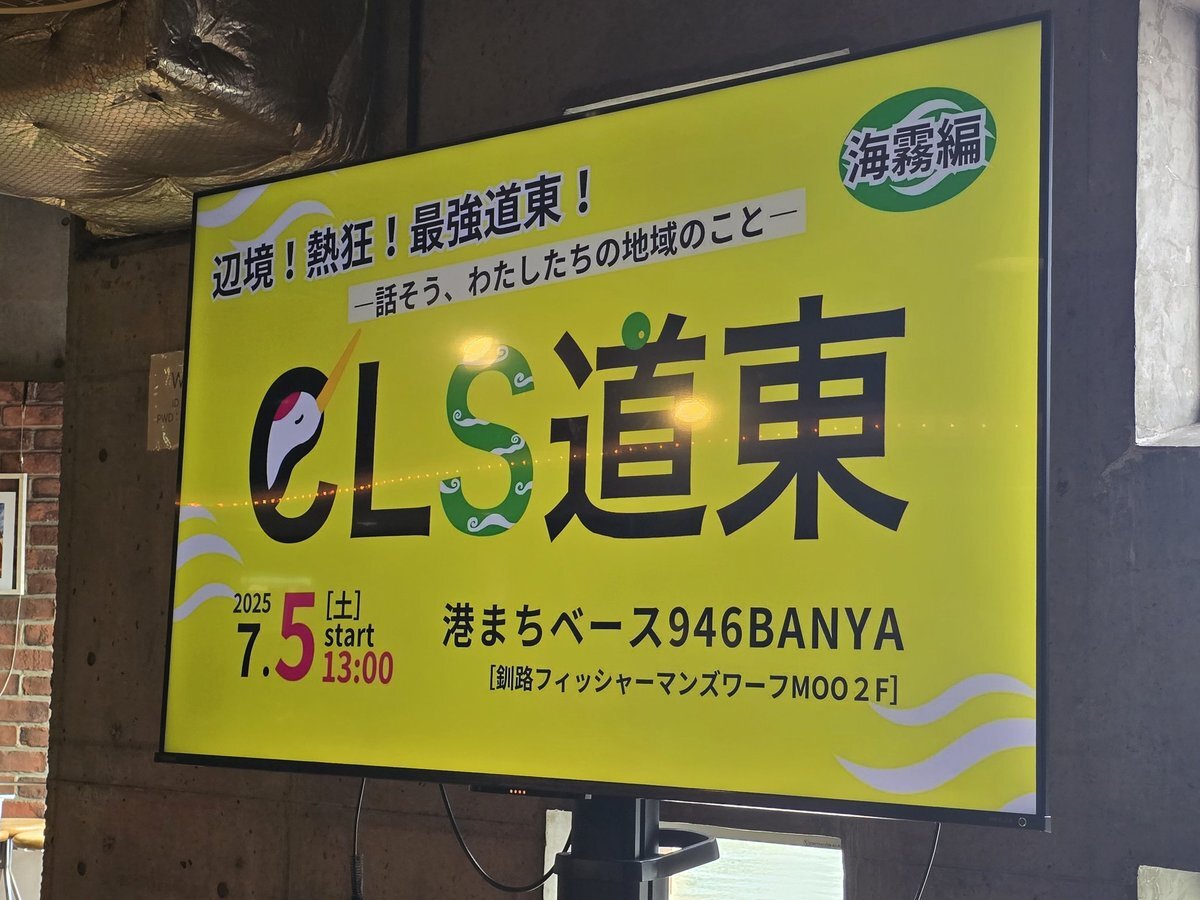 海霧編
辺境！熱狂！最強道東！
―話そう、わたしたちの地域のこと―
CLS道東
2025
7.5[土]
start
13:00
港まちベース946BANYA
[釧路フィッシャーマンズワーフMOO２F]
W
ID
PWD